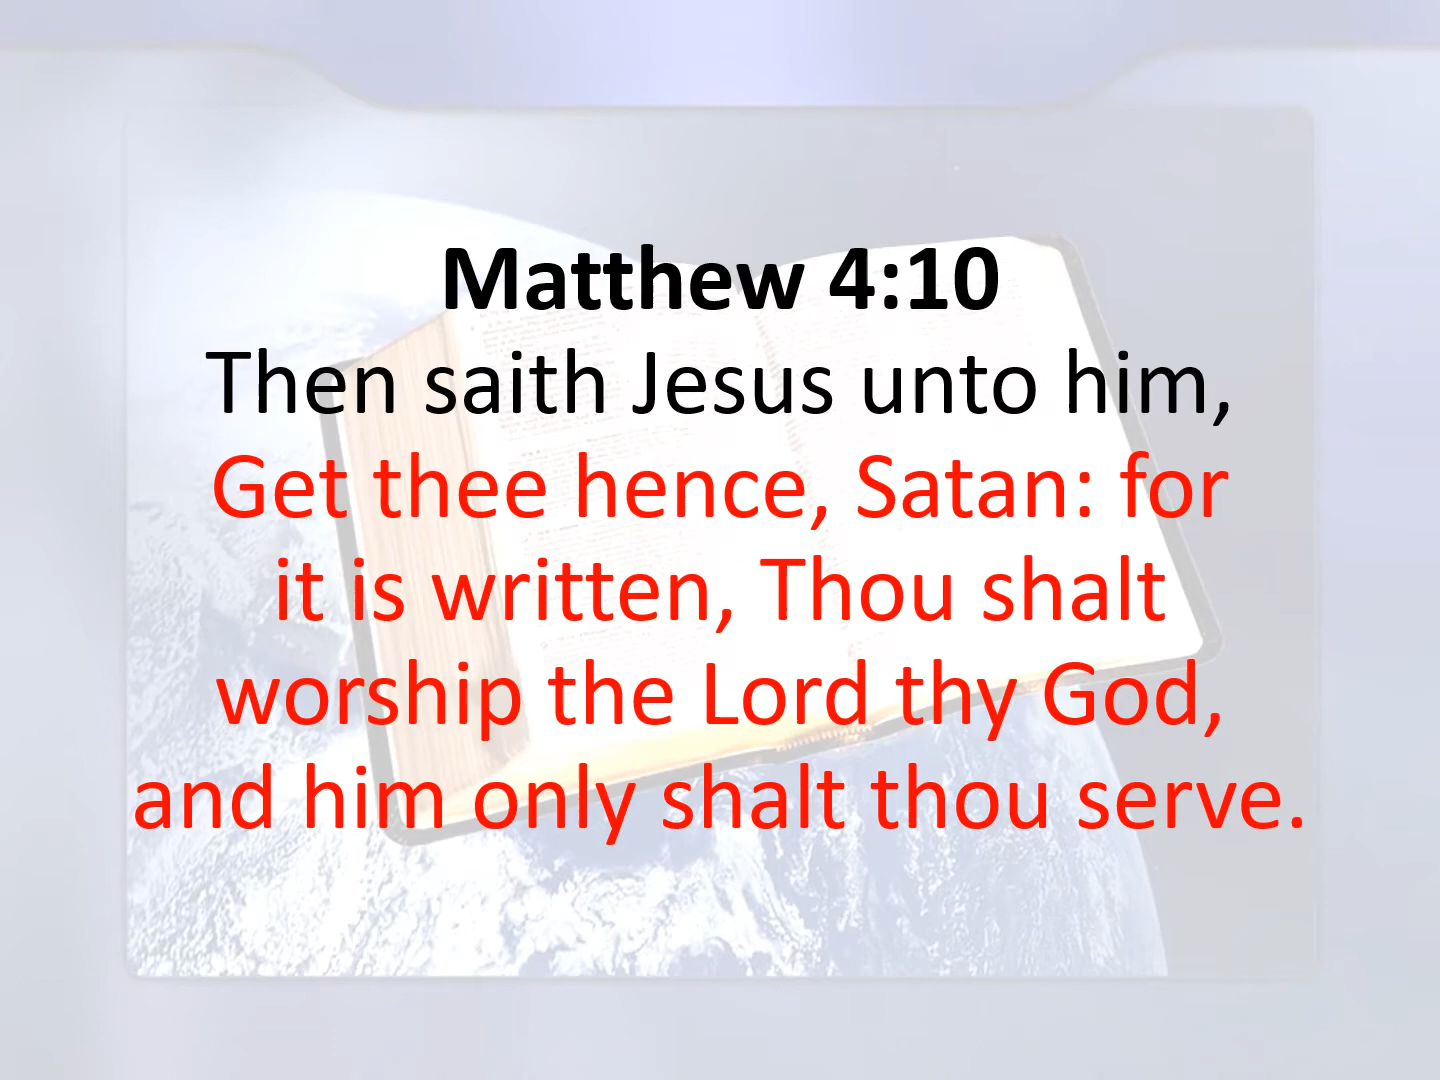 Matthew 4:10
Then saith Jesus unto him,
Get thee hence, Satan: for
it is written, Thou shalt
worship the Lord thy God,
and him only shalt thou serve.